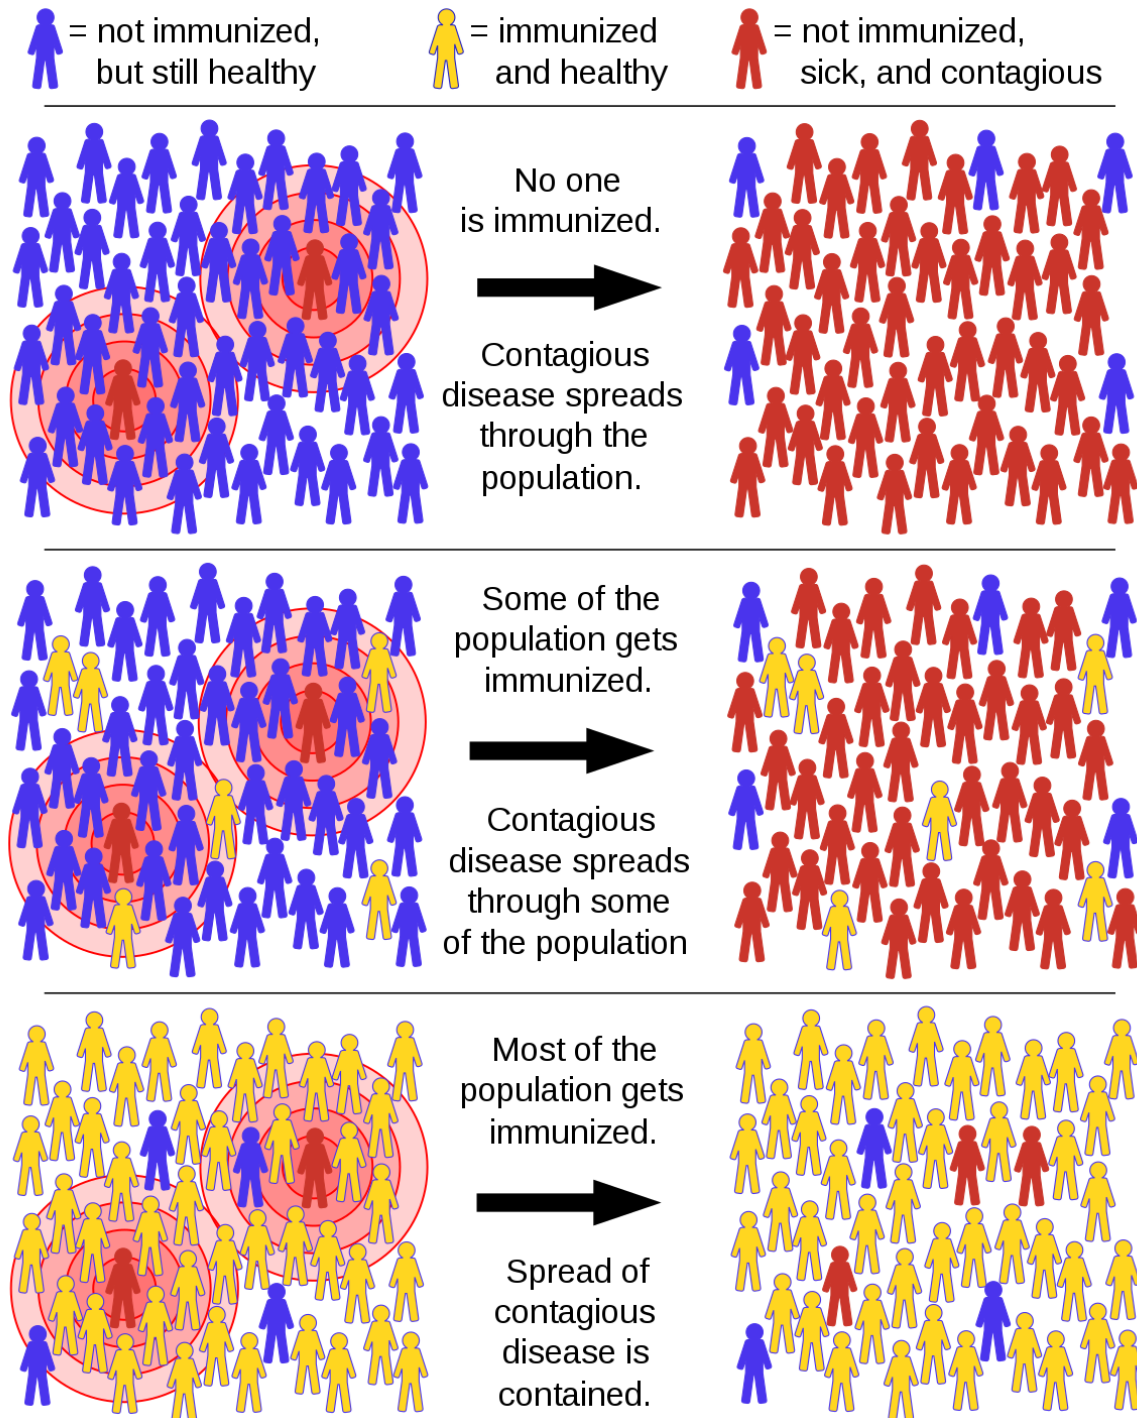 = not immunized,
but still healthy
= immunized
and healthy
= not immunized,
sick, and contagious
No one
is immunized.
Contagious
disease spreads
through the
population.
Some of the
population gets
immunized.
Contagious
disease spreads
through some
of the population
Most of the
population gets
immunized.
Spread of
contagious
disease is
contained.